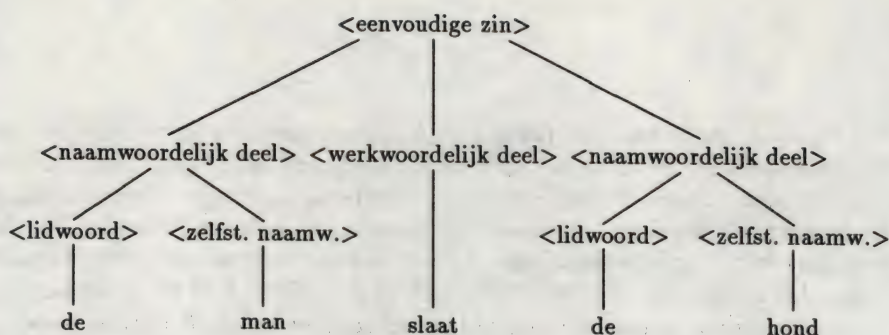 <eenvoudige zin>
<naamwoordelijk deel> <werkwoordelijk deel> <naamwoordelijk deel>
<lidwoord> <zelfst. naamw.> <lidwoord> <zelfst. naamw.>
de man slaat de hond